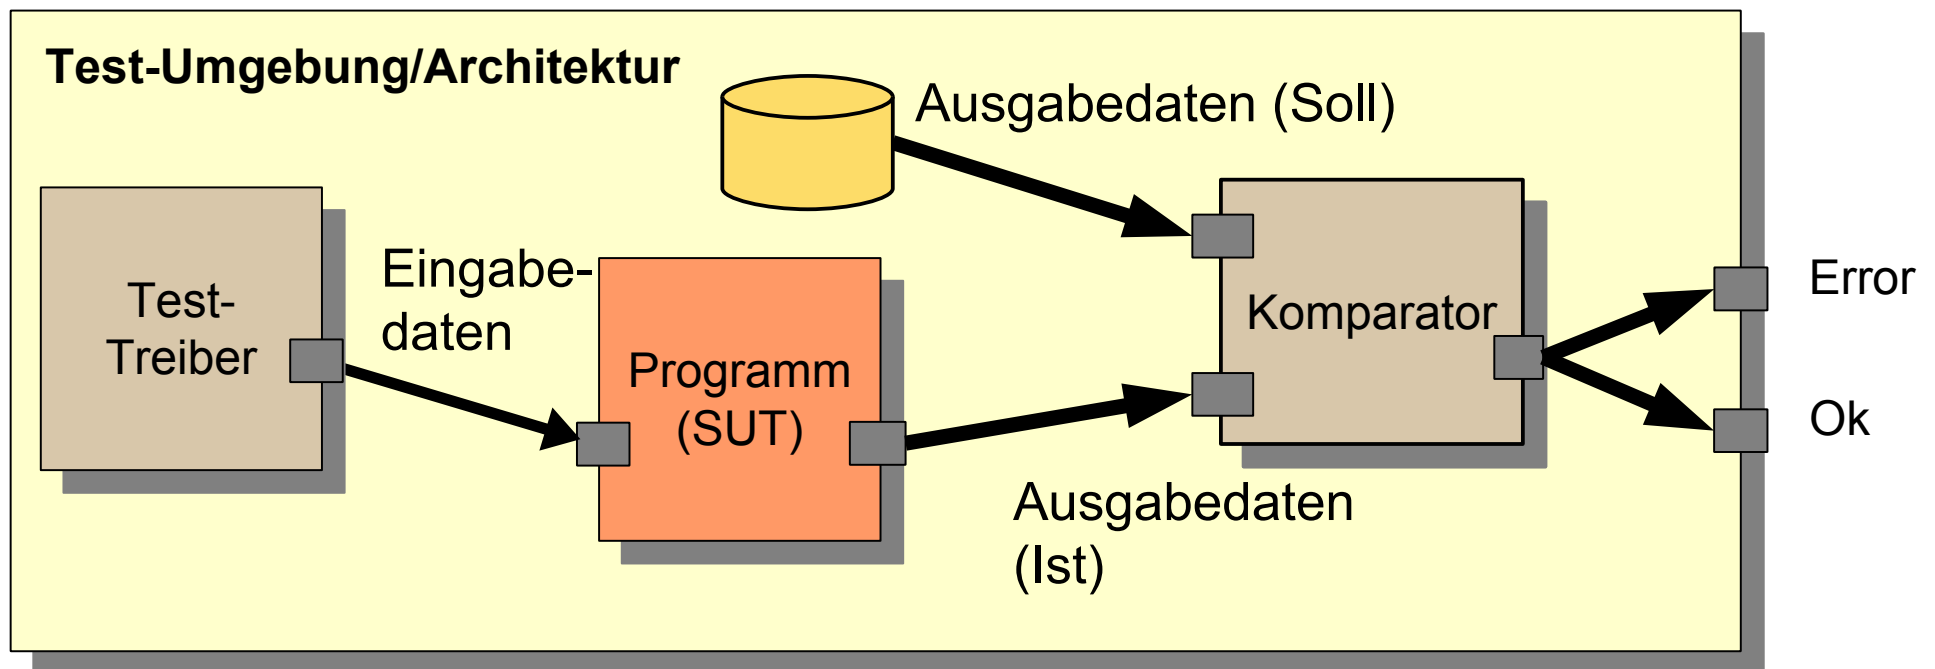 Test-Umgebung/Architektur
Ausgabedaten (Soll)
Test-
Treiber
Eingabe-
daten
Programm
(SUT)
Komparator
Ausgabedaten
(Ist)
Error
Ok